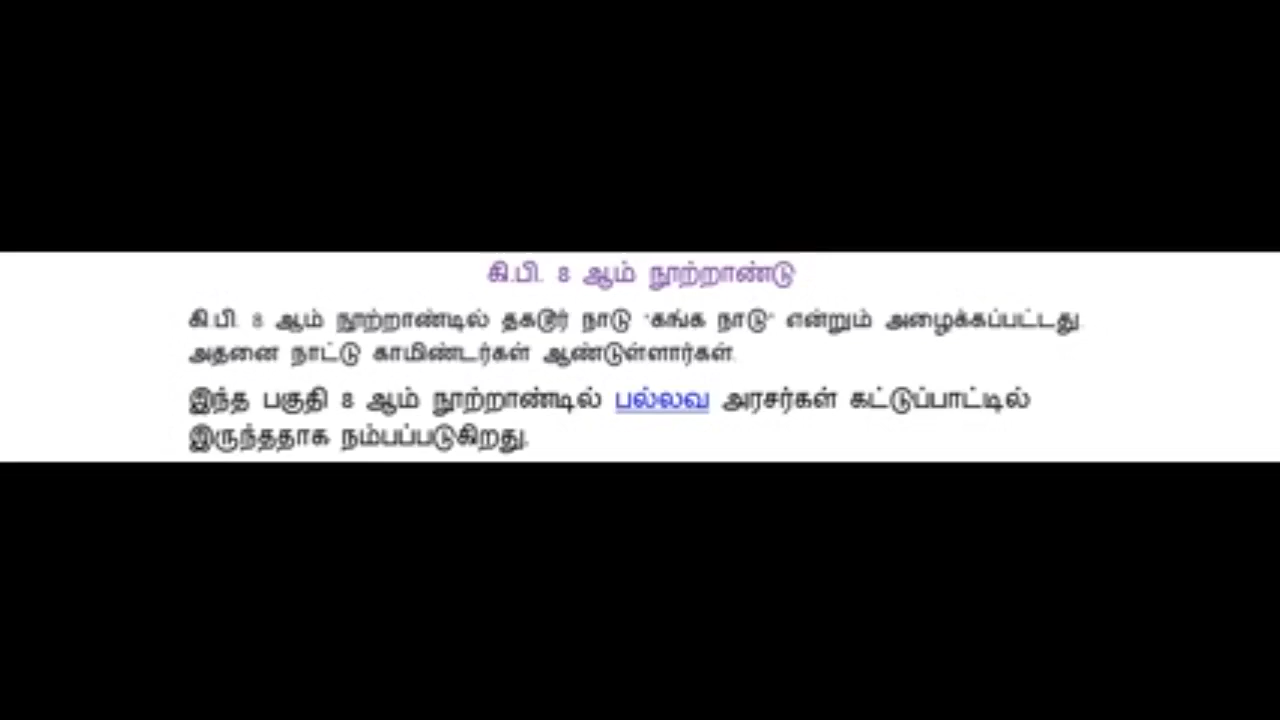 கி.பி. 8 ஆம் நூற்றாண்டு
கி.பி. 8 ஆம் நூற்றாண்டில் தகடூர் நாடு "கங்க நாடு" என்றும் அழைக்கப்பட்டது.
அதனை நாட்டு காமிண்டர்கள் ஆண்டுள்ளார்கள்.
இந்த பகுதி 8 ஆம் நூற்றாண்டில் பல்லவ அரசர்கள் கட்டுப்பாட்டில்
இருந்ததாக நம்பப்படுகிறது.